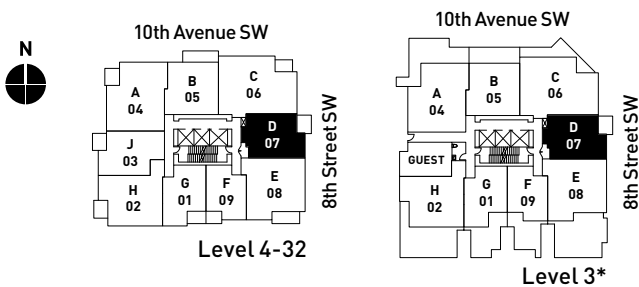 10th Avenue SW
N
A
04
B
05
C
06
D
07
J
03
H
02
G
01
F
09
E
08
8th Street SW
Level 4-32
10th Avenue SW
A
04
B
05
C
06
D
07
GUEST
H
02
G
01
F
09
E
08
8th Street SW
Level 3*